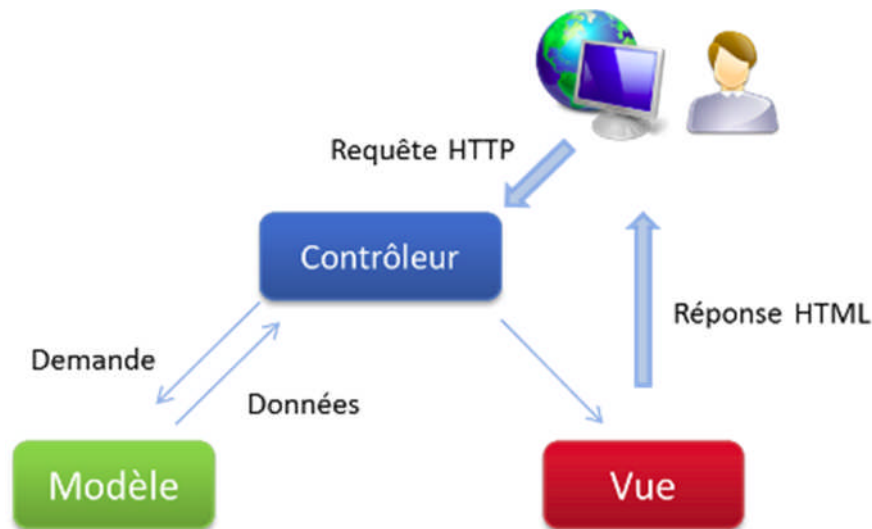 Requête HTTP
Contrôleur
Réponse HTML
Demande
Données
Modèle
Vue